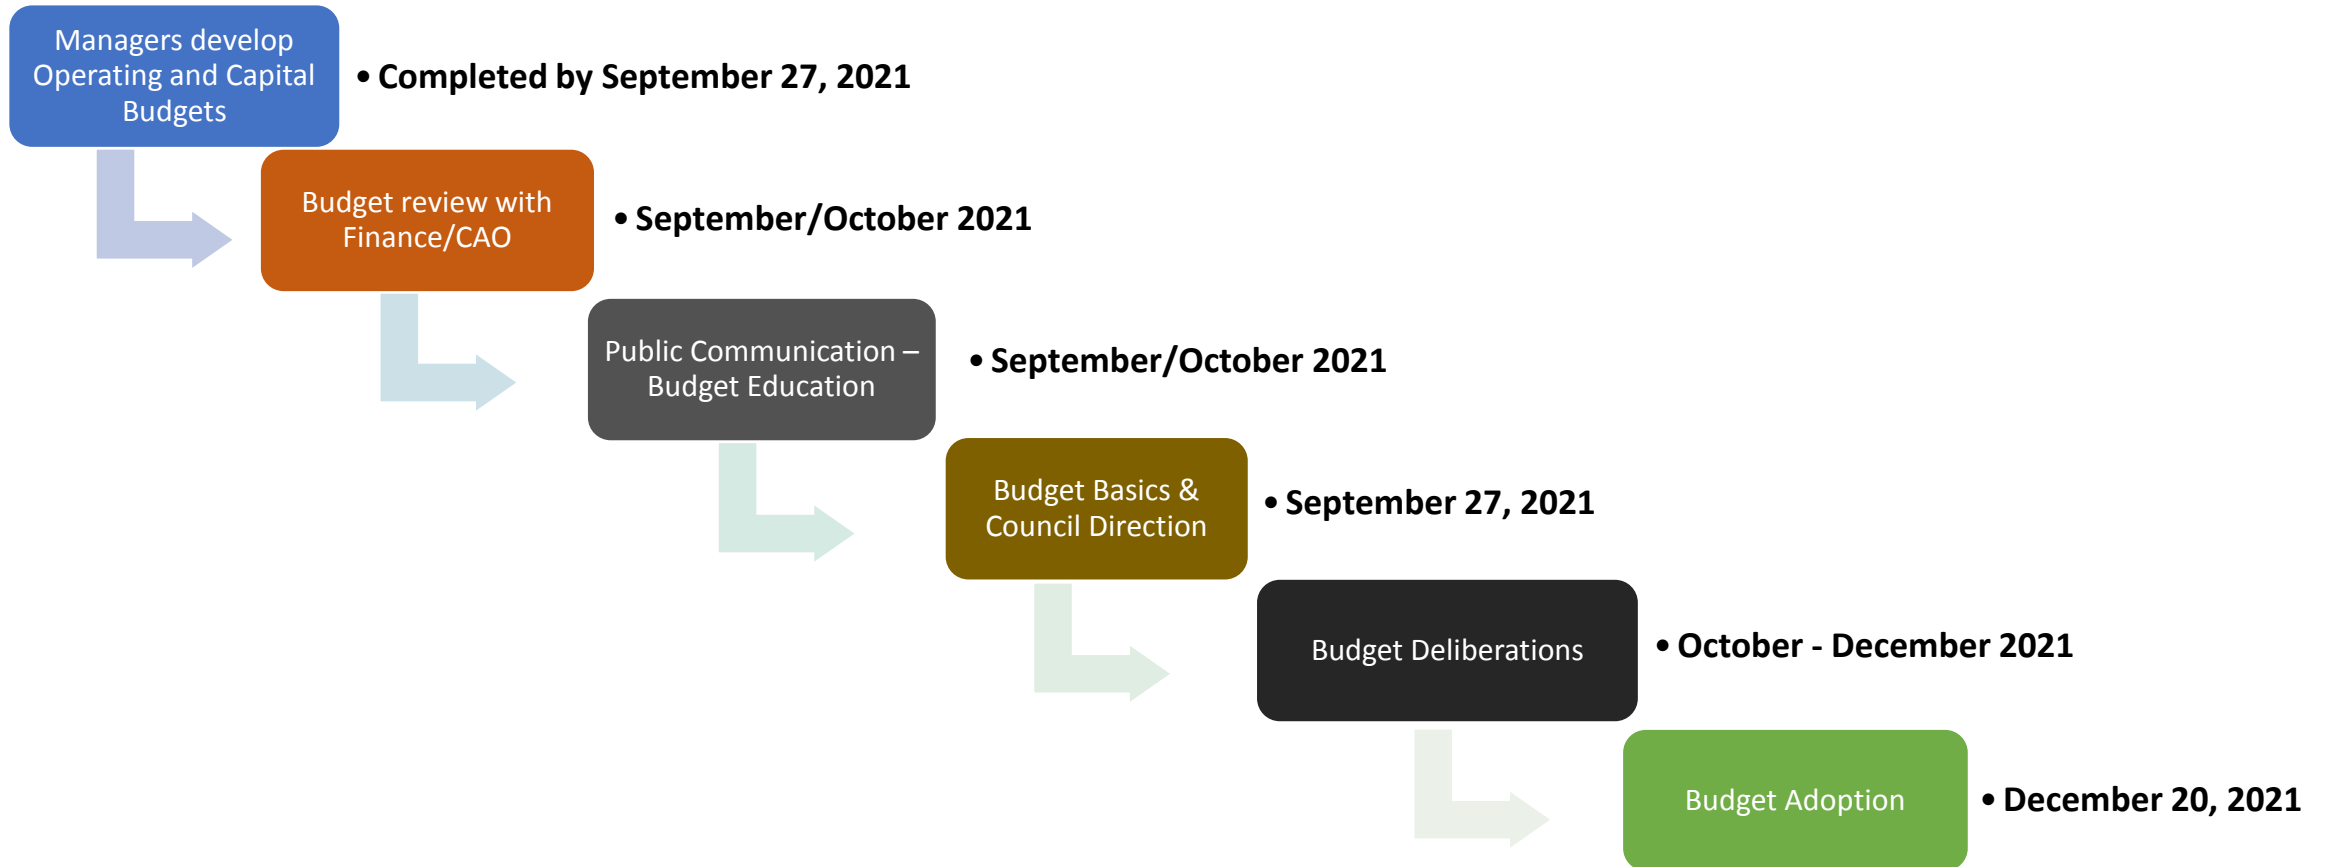 Managers develop
Operating and Capital
Budgets
• Completed by September 27, 2021
Budget review with
Finance/CAO
• September/October 2021
Public Communication –
Budget Education
• September/October 2021
Budget Basics &
Council Direction
• September 27, 2021
Budget Deliberations
• October - December 2021
Budget Adoption
• December 20, 2021